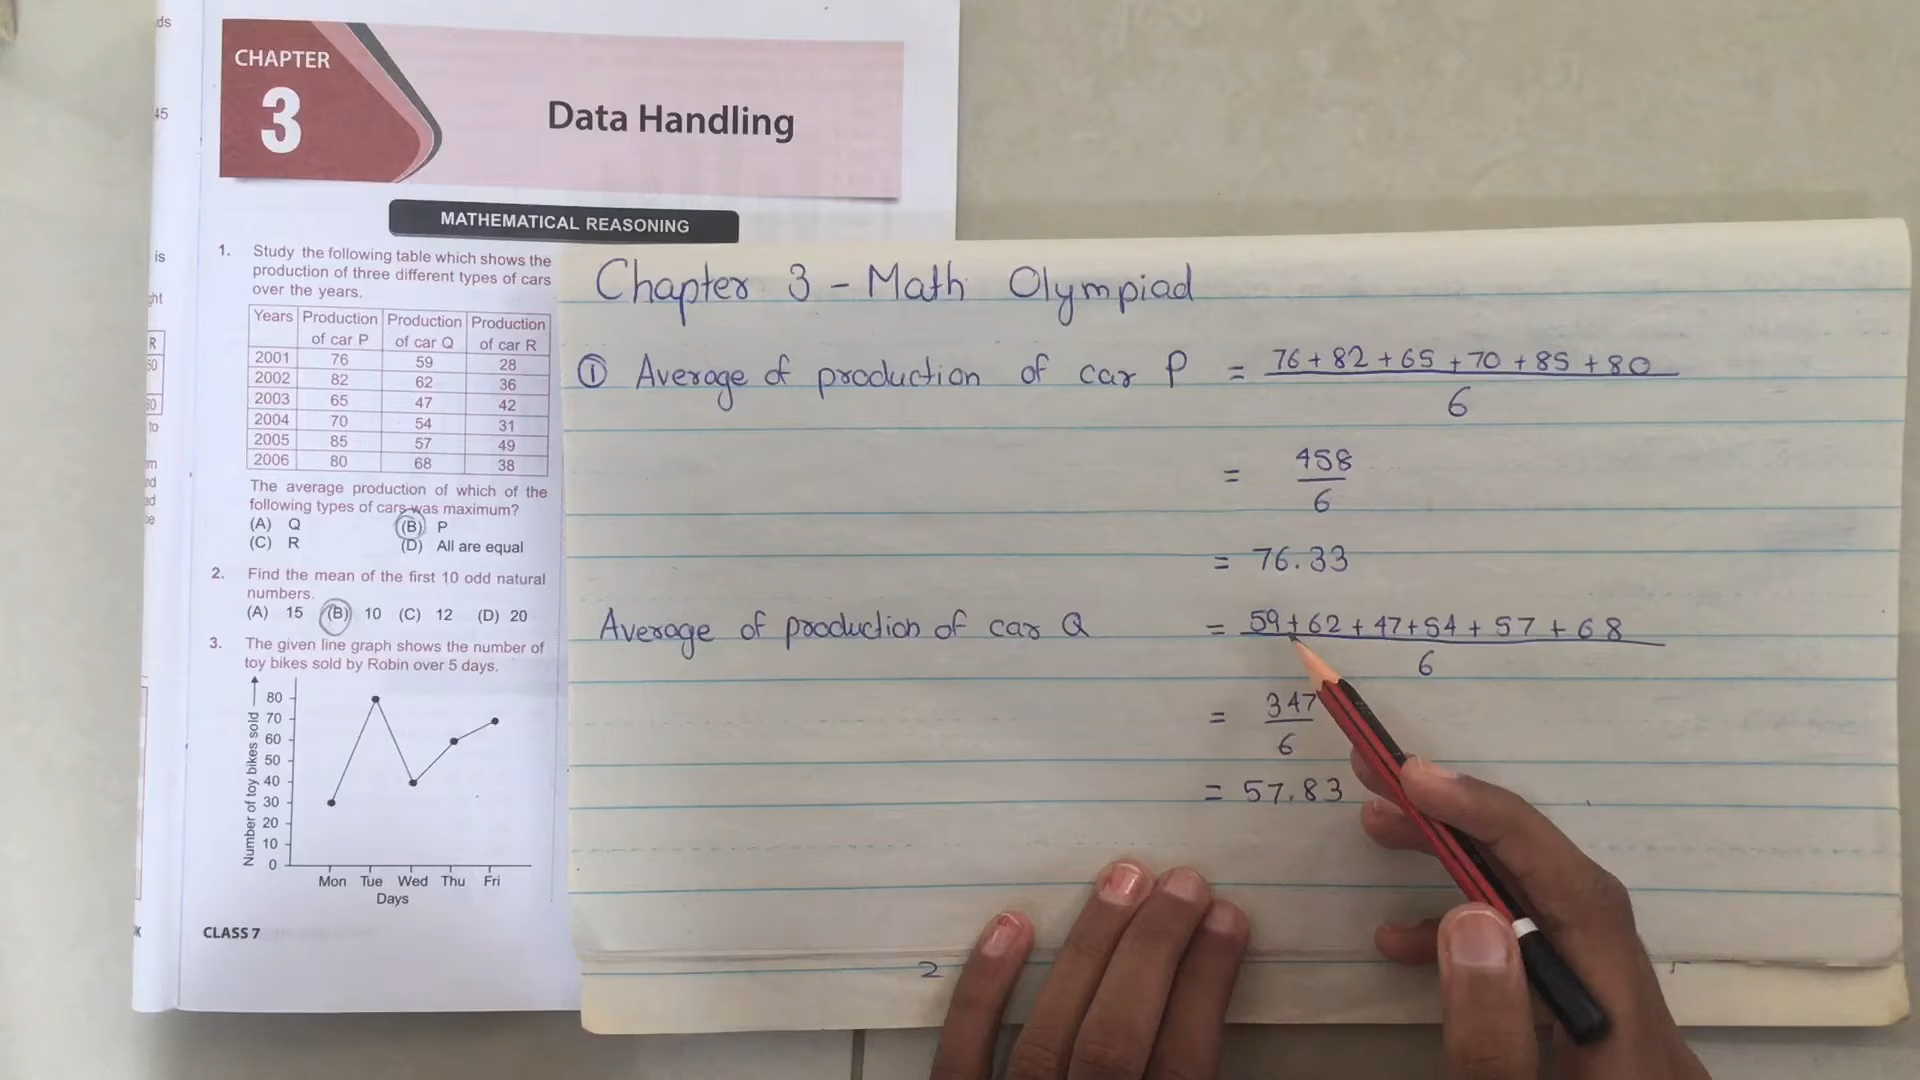 ds
45
is
ght
R
50
30
to
CHAPTER
3
Data Handling
MATHEMATICAL REASONING
1. Study the following table which shows the
production of three different types of cars
over the years.
Years Production Production Production
of car P of car Q of car R
2001 76 59 28
2002 82 62 36
2003 65 47 42
2004 70 54 31
2005 85 57 49
2006 80 68 38
The average production of which of the
following types of cars was maximum?
(A) Q (B) P
(C) R (D) All are equal
2. Find the mean of the first 10 odd natural
numbers.
(A) 15 (B) 10 (C) 12 (D) 20
3. The given line graph shows the number of
toy bikes sold by Robin over 5 days.
Number of toy bikes sold
80
70
60
50
40
30
20
10
0
Mon Tue Wed Thu Fri
Days
CLASS 7
Chapter 3 - Math Olympiad
① Average of production of car P = 76 + 82 + 65 + 70 + 85 + 80
6
= 458
6
= 76.33
Average of production of car Q = 59 + 62 + 47 + 54 + 57 + 68
6
= 347
6
= 57.83
2